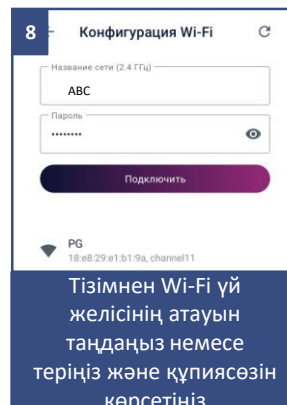 8
Конфигурация Wi-Fi
Название сети (2.4 ГГц)
ABC
Пароль
........
Подключить
PG
18:e8:29:e1:b1:9a, channel11
Тізімнен Wi-Fi үй
желісінің атауын
таңдаңыз немесе
теріңіз және құпиясөзін
көрсетіңіз